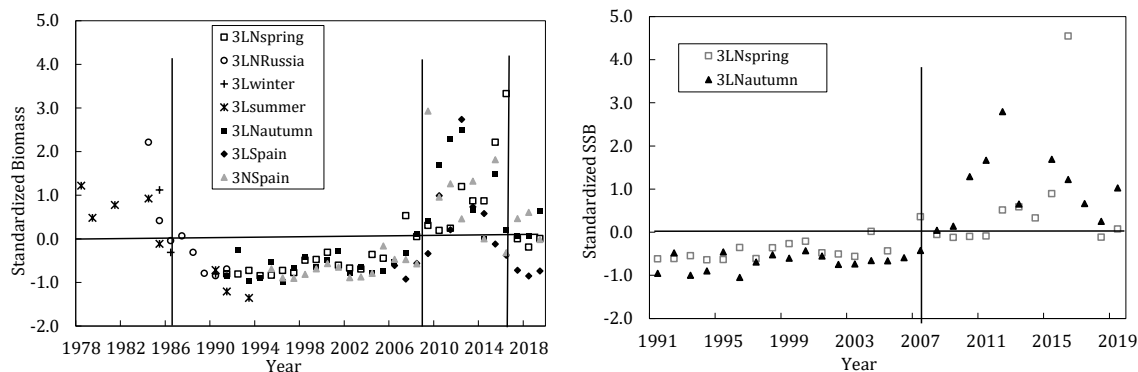 5.0
4.0
3.0
2.0
1.0
0.0
-1.0
-2.0
Standardized Biomass
3LNspring
3LNRussia
3Lwinter
3Lsummer
3LNautumn
3LSpain
3NSpain
1978 1982 1986 1990 1994 1998 2002 2006 2010 2014 2018
Year
5.0
4.0
3.0
2.0
1.0
0.0
-1.0
-2.0
Standardized SSB
3LNspring
3LNautumn
1991 1995 1999 2003 2007 2011 2015 2019
Year